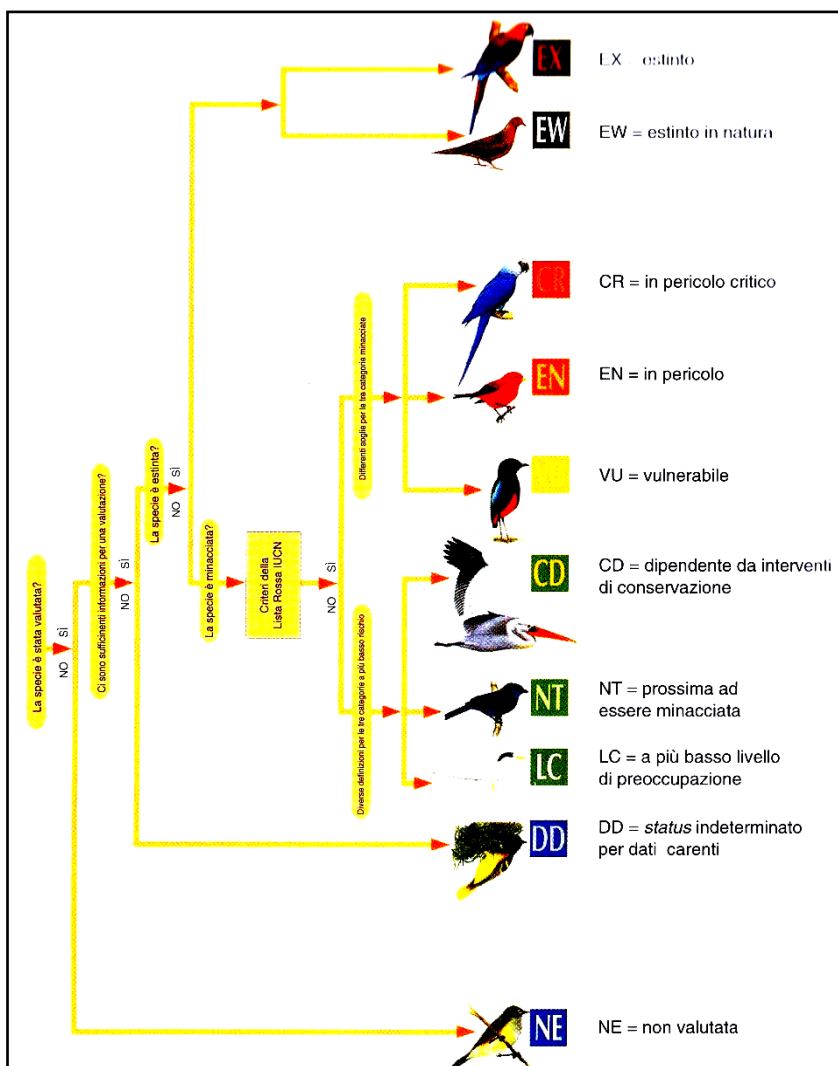 EX
EX = estinto
EW
EW = estinto in natura
CR
CR = in pericolo critico
EN
EN = in pericolo
VU = vulnerabile
CD
CD = dipendente da interventi
di conservazione
NT
NT = prossima ad
essere minacciata
LC
LC = a più basso livello
di preoccupazione
DD
DD = status indeterminato
per dati carenti
NE
NE = non valutata
La specie è stata valutata?
SÌ
NO
Ci sono sufficinenti informazioni per una valutazione?
SÌ
NO
La specie è estinta?
SÌ
NO
La specie è minacciata?
Criteri della
Lista Rossa IUCN
SÌ
NO
Differenti soglie per le tre categorie minacciate
Diverse definizioni per le tre categorie a più basso rischio